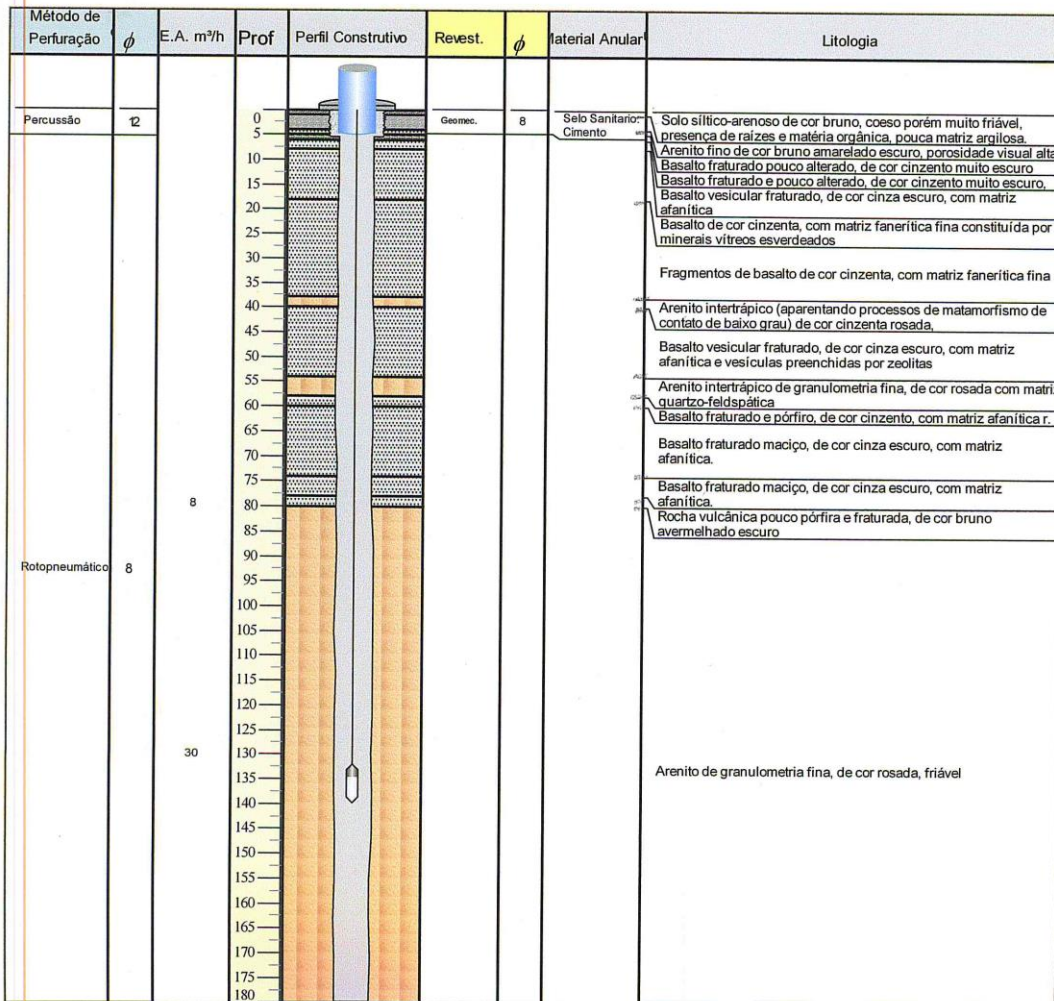 Método de
Perfuração
ϕ
E.A. m³/h
Prof
Perfil Construtivo
Revest.
ϕ
Material Anular
Litologia
Percussão
12
Geomec.
8
Selo Sanitario:
Cimento
Solo síltico-arenoso de cor bruno, coeso porém muito friável,
presença de raízes e matéria orgânica, pouca matriz argilosa.
Arenito fino de cor bruno amarelado escuro, porosidade visual alta
Basalto fraturado pouco alterado, de cor cinzento muito escuro
Basalto fraturado e pouco alterado, de cor cinzento muito escuro,
Basalto vesicular fraturado, de cor cinza escuro, com matriz
afanítica
Basalto de cor cinzenta, com matriz fanerítica fina constituída por
minerais vítreos esverdeados
Fragmentos de basalto de cor cinzenta, com matriz fanerítica fina
Arenito intertrápico (aparentando processos de matamorfismo de
contato de baixo grau) de cor cinzenta rosada,
Basalto vesicular fraturado, de cor cinza escuro, com matriz
afanítica e vesículas preenchidas por zeolitas
Arenito intertrápico de granulometria fina, de cor rosada com matriz
quartzo-feldspática
Basalto fraturado e pórfiro, de cor cinzento, com matriz afanítica r.
Basalto fraturado maciço, de cor cinza escuro, com matriz
afanítica.
Basalto fraturado maciço, de cor cinza escuro, com matriz
afanítica.
Rocha vulcânica pouco pórfira e fraturada, de cor bruno
avermelhado escuro
Arenito de granulometria fina, de cor rosada, friável
8
Rotopneumático
8
30
0
5
10
15
20
25
30
35
40
45
50
55
60
65
70
75
80
85
90
95
100
105
110
115
120
125
130
135
140
145
150
155
160
165
170
175
180